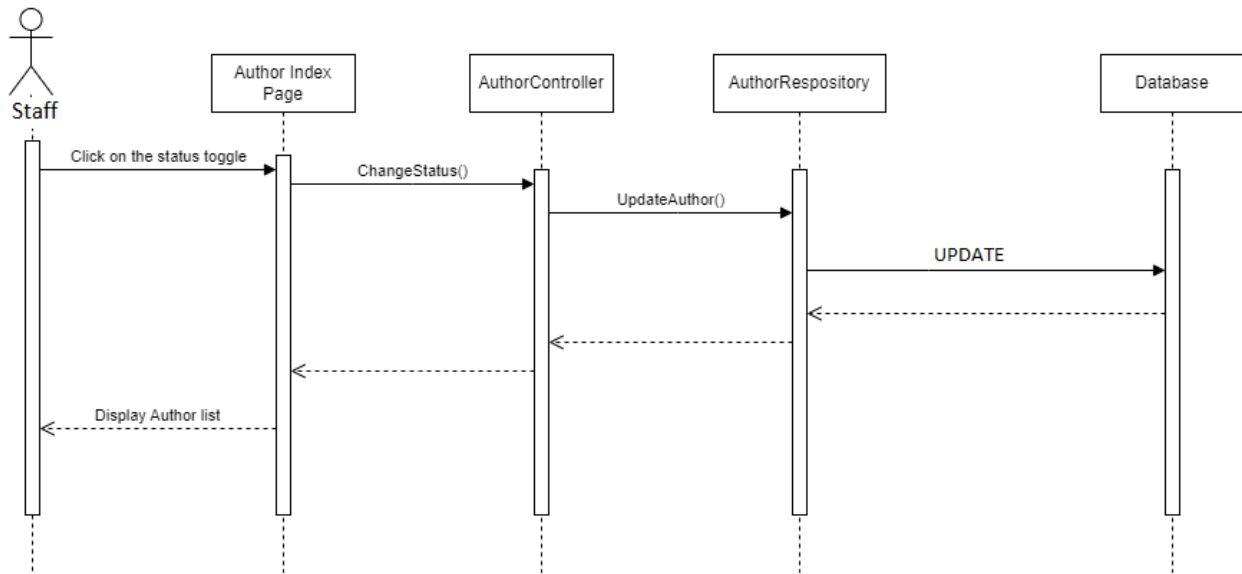 Staff
Author Index
Page
AuthorController
AuthorRespository
Database
Click on the status toggle
ChangeStatus()
UpdateAuthor()
UPDATE
Display Author list